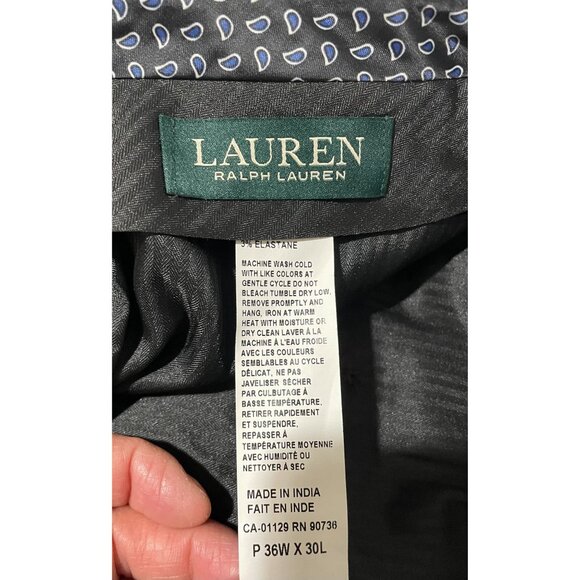 LAUREN
RALPH LAUREN
3% ELASTANE
MACHINE WASH COLD
WITH LIKE COLORS AT
GENTLE CYCLE DO NOT
BLEACH TUMBLE DRY LOW,
REMOVE PROMPTLY AND
HANG, IRON AT WARM
HEAT WITH MOISTURE OR
DRY CLEAN LAVER À LA
MACHINE À L'EAU FROIDE
AVEC LES COULEURS
SEMBLABLES AU CYCLE
DÉLICAT, NE PAS
JAVELISER SÉCHER
PAR CULBUTAGE À
BASSE TEMPÉRATURE,
RETIRER RAPIDEMENT
ET SUSPENDRE,
REPASSER À
TEMPÉRATURE MOYENNE
AVEC HUMIDITÉ OU
NETTOYER À SEC
MADE IN INDIA
FAIT EN INDE
CA-01129 RN 90736
P 36W X 30L